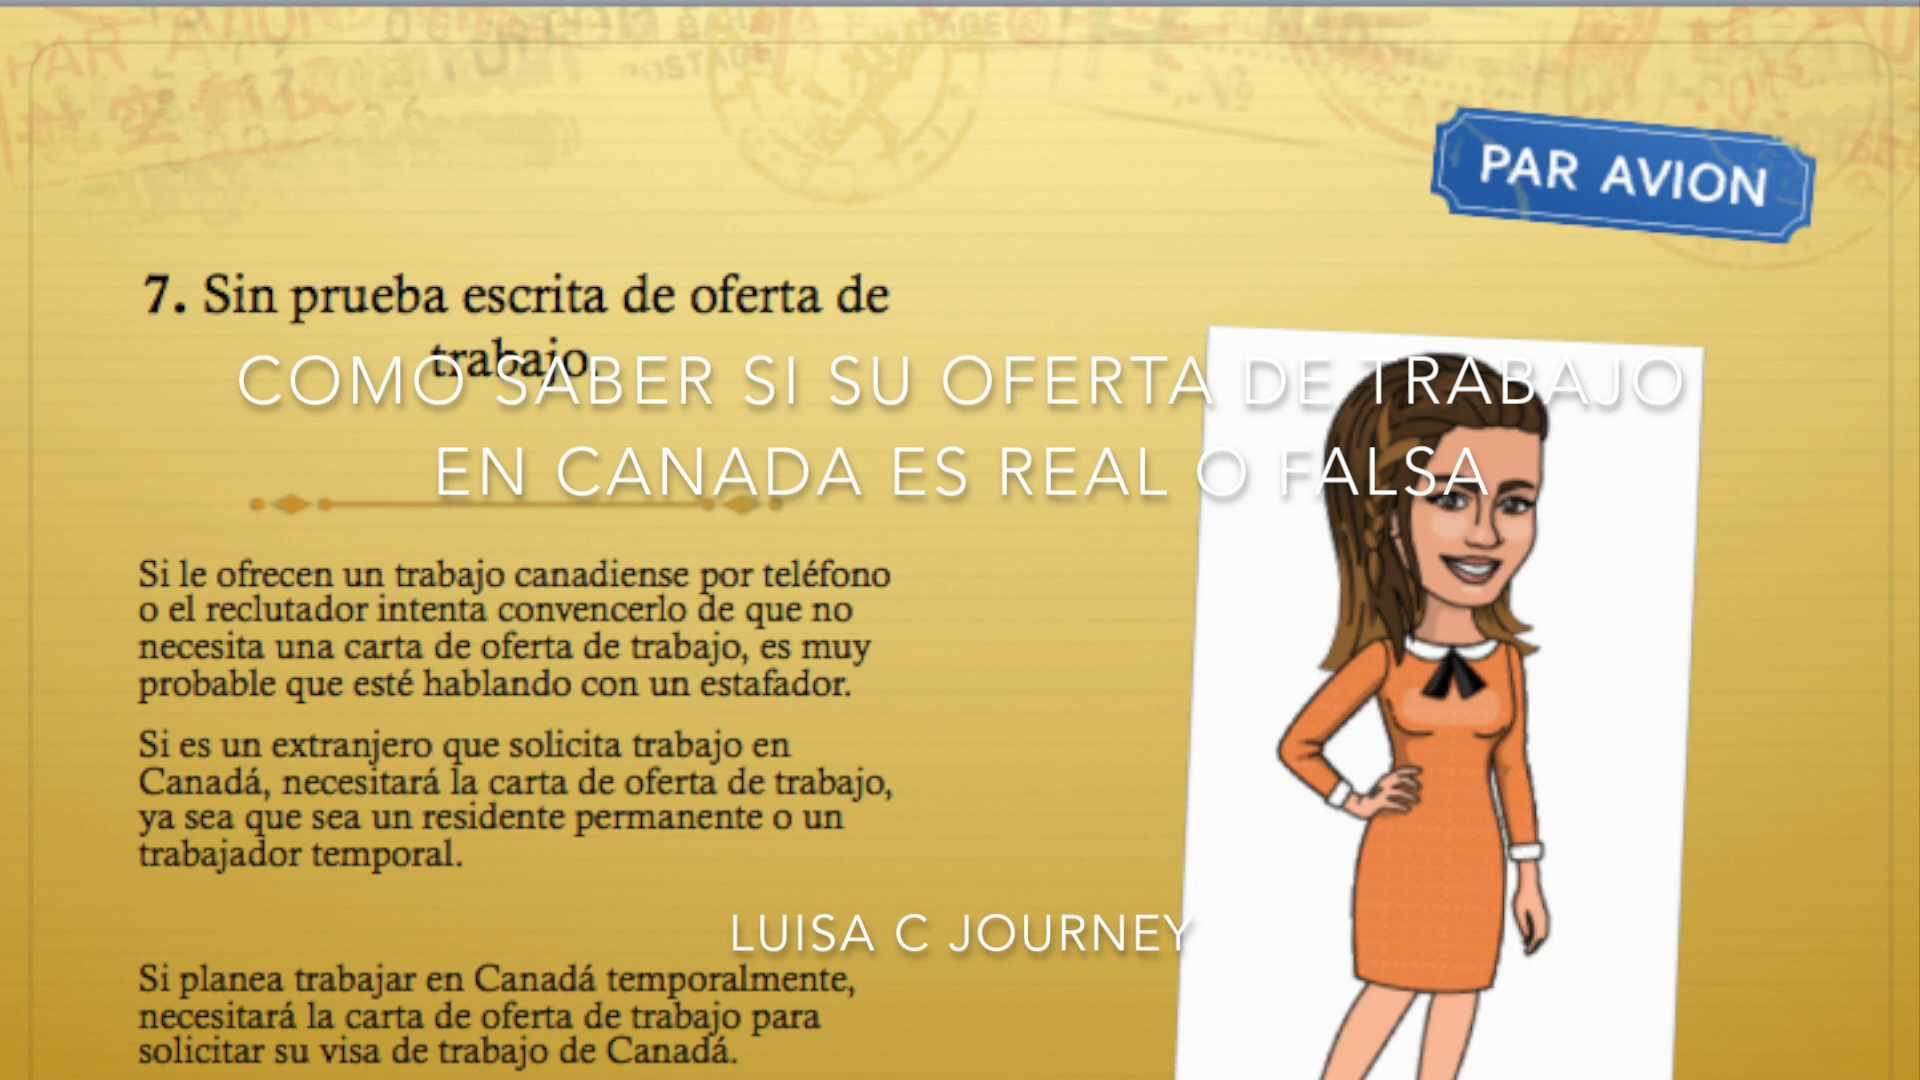 PAR AVION
7. Sin prueba escrita de oferta de
trabajo.
COMO SABER SI SU OFERTA DE TRABAJO
EN CANADA ES REAL O FALSA
Si le ofrecen un trabajo canadiense por teléfono
o el reclutador intenta convencerlo de que no
necesita una carta de oferta de trabajo, es muy
probable que esté hablando con un estafador.
Si es un extranjero que solicita trabajo en
Canadá, necesitará la carta de oferta de trabajo,
ya sea que sea un residente permanente o un
trabajador temporal.
LUISA C JOURNEY
Si planea trabajar en Canadá temporalmente,
necesitará la carta de oferta de trabajo para
solicitar su visa de trabajo de Canadá.